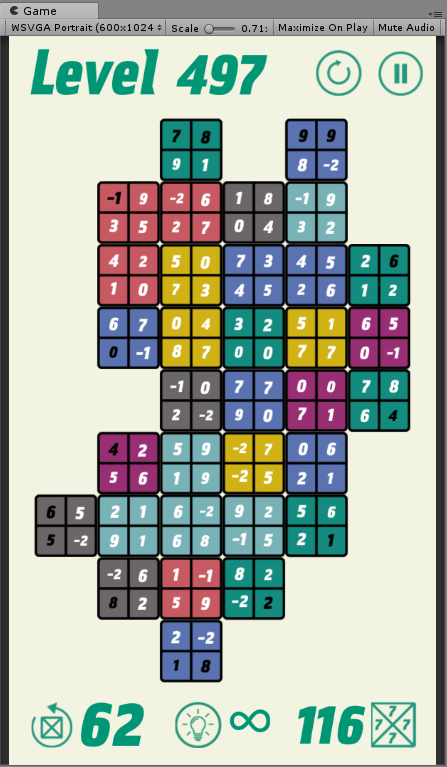 Game
WSVGA Portrait (600x1024 Scale 0.71: Maximize On Play Mute Audio
Level 497
7 8 9 9
9 1 8 -2
-1 9 -2 6 1 8 -1 9
3 5 2 7 0 4 3 2
4 2 5 0 7 3 4 5 2 6
1 0 7 3 4 5 2 6 1 2
6 7 0 4 3 2 5 1 6 5
0 -1 8 7 0 0 7 7 0 -1
-1 0 7 7 0 0 7 8
2 -2 9 0 7 1 6 4
4 2 5 9 -2 7 0 6
5 6 1 9 -2 5 2 1
6 5 2 1 6 -2 9 2 5 6
5 -2 9 1 6 8 -1 5 2 1
-2 6 1 -1 8 2
8 2 5 9 -2 2
2 -2
1 8
62 ∞ 116 7 7 7 7